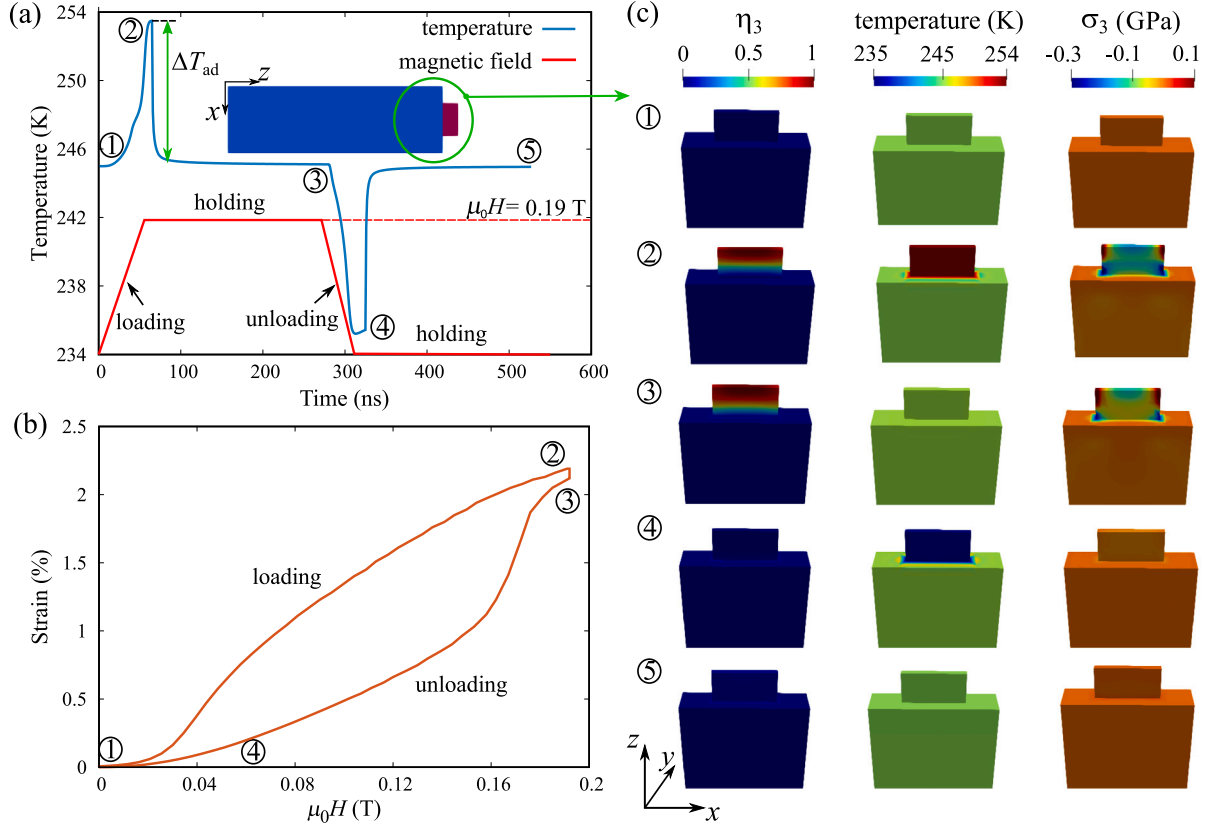 (a)
254
250
246
242
238
234
Temperature (K)
0
100
200
300
400
500
600
Time (ns)
temperature
magnetic field
ΔT_ad
z
x
①
②
③
④
⑤
holding
μ₀H = 0.19 T
loading
unloading
holding
(b)
2.5
2
1.5
1
0.5
0
Strain (%)
0
0.04
0.08
0.12
0.16
0.2
μ₀H (T)
①
②
③
④
loading
unloading
(c)
η₃
0 0.5 1
temperature (K)
235 245 254
σ₃ (GPa)
-0.3 -0.1 0.1
①
②
③
④
⑤
z
y
x